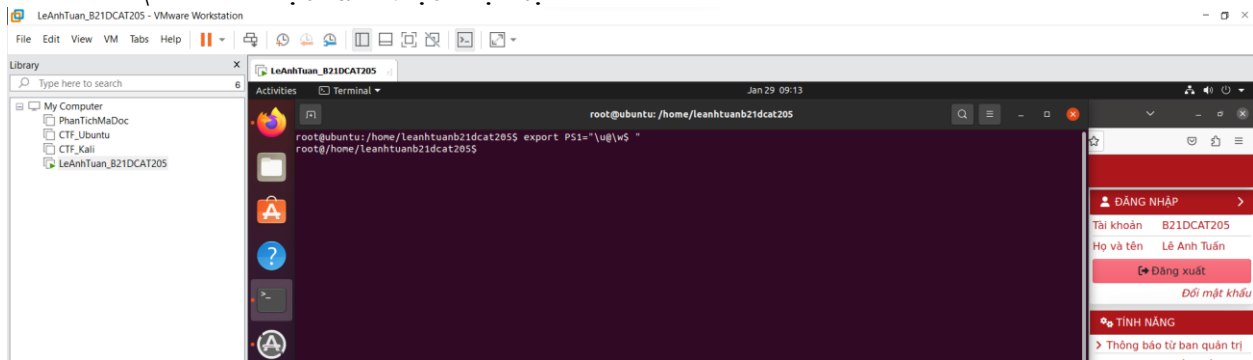 LeAnhTuan_B21DCAT205 - VMware Workstation
File Edit View VM Tabs Help
Library X
Type here to search
My Computer
PhanTichMaDoc
CTF_Ubuntu
CTF_Kali
LeAnhTuan_B21DCAT205
LeAnhTuan_B21DCAT205
Activities Terminal Jan 29 09:13
root@ubuntu: /home/leanhtuanb21dcat205
root@ubuntu:/home/leanhtuanb21dcat205$ export PS1="\u@\w$ "
root@/home/leanhtuanb21dcat205$
ĐĂNG NHẬP
Tài khoản B21DCAT205
Họ và tên Lê Anh Tuấn
Đăng xuất
Đổi mật khẩu
TÍNH NĂNG
Thông báo từ ban quản trị